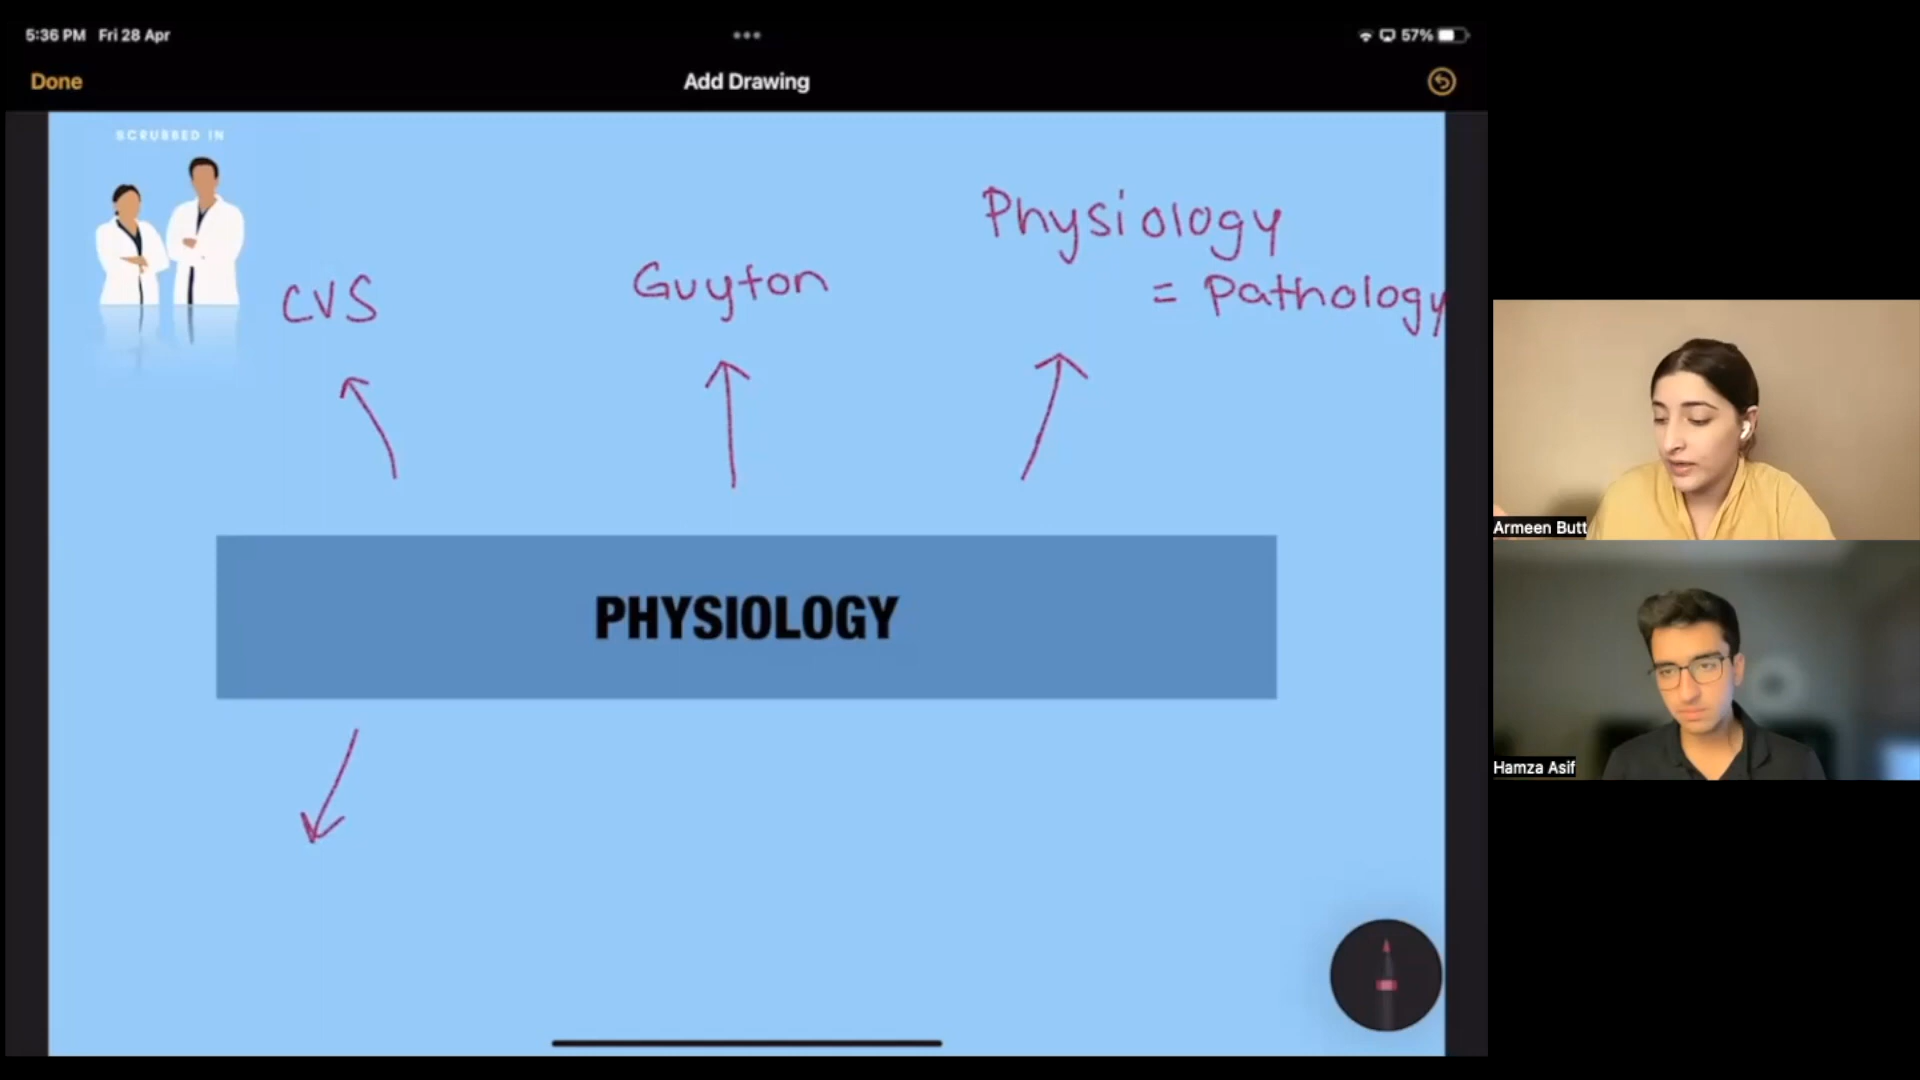 5:36 PM Fri 28 Apr
57%
Done
Add Drawing
SCRUBBED IN
Physiology
= Pathology
Guyton
CVS
PHYSIOLOGY
Armeen Butt
Hamza Asif